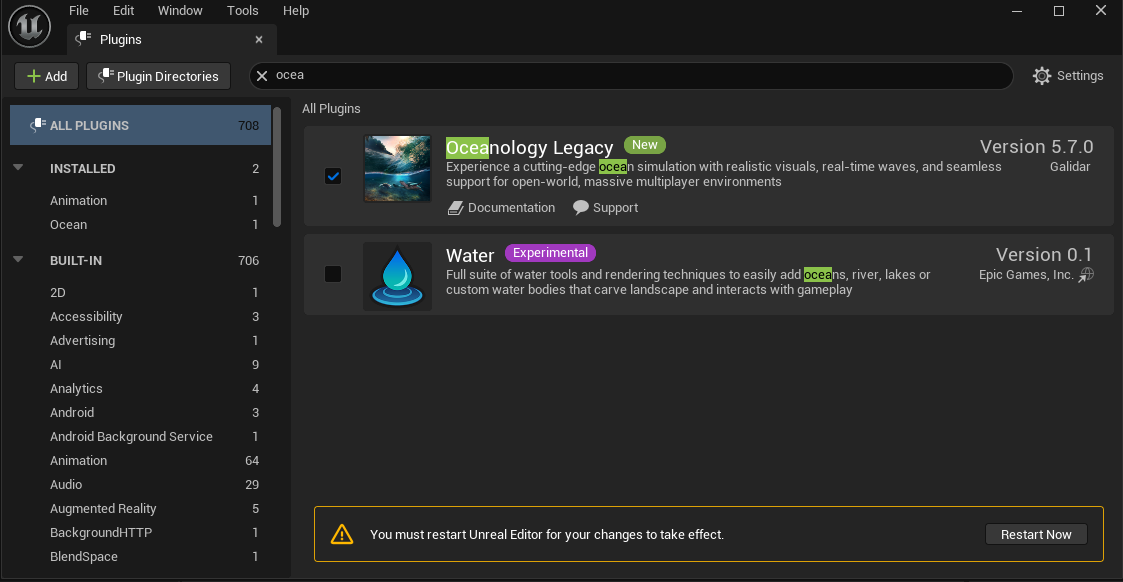 File Edit Window Tools Help
Plugins
Add Plugin Directories ocea Settings
ALL PLUGINS 708
INSTALLED 2
Animation 1
Ocean 1
BUILT-IN 706
2D 1
Accessibility 3
Advertising 1
AI 9
Analytics 4
Android 3
Android Background Service 1
Animation 64
Audio 29
Augmented Reality 5
BackgroundHTTP 1
BlendSpace 1
All Plugins
Oceanology Legacy New Version 5.7.0
Experience a cutting-edge ocean simulation with realistic visuals, real-time waves, and seamless Galidar
support for open-world, massive multiplayer environments
Documentation Support
Water Experimental Version 0.1
Full suite of water tools and rendering techniques to easily add oceans, river, lakes or Epic Games, Inc.
custom water bodies that carve landscape and interacts with gameplay
You must restart Unreal Editor for your changes to take effect. Restart Now